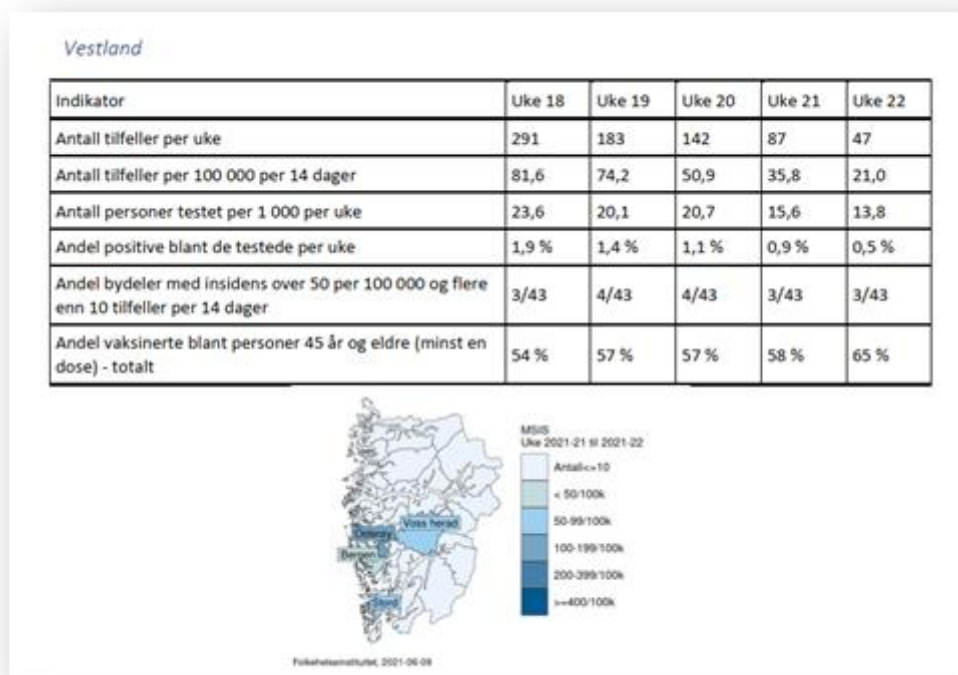 Vestland
Indikator Uke 18 Uke 19 Uke 20 Uke 21 Uke 22
Antall tilfeller per uke 291 183 142 87 47
Antall tilfeller per 100 000 per 14 dager 81,6 74,2 50,9 35,8 21,0
Antall personer testet per 1 000 per uke 23,6 20,1 20,7 15,6 13,8
Andel positive blant de testede per uke 1,9 % 1,4 % 1,1 % 0,9 % 0,5 %
Andel bydeler med insidens over 50 per 100 000 og flere
enn 10 tilfeller per 14 dager 3/43 4/43 4/43 3/43 3/43
Andel vaksinerte blant personer 45 år og eldre (minst en
dose) - totalt 54 % 57 % 57 % 58 % 65 %
MSIS
Uke 2021-21 til 2021-22
Antall<=10
< 50/100k
50-99/100k
100-199/100k
200-399/100k
>=400/100k
Voss herad
Osterøy
Bergen
Stord
Folkehelseinstituttet, 2021-06-08